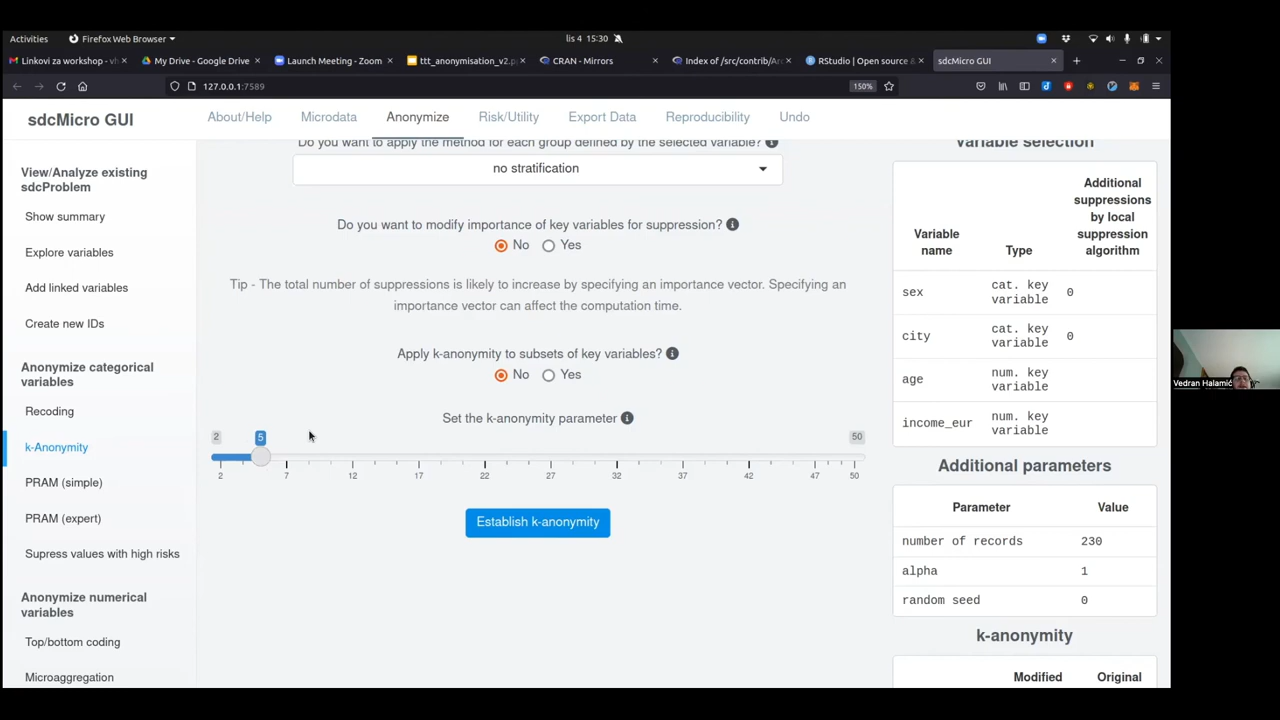 Activities
Firefox Web Browser
lis 4 15:30
Linkovi za workshop - v
My Drive - Google Drive
Launch Meeting - Zoom
ttt_anonymisation_v2.p
CRAN - Mirrors
Index of /src/contrib/Ar
RStudio | Open source &
sdcMicro GUI
127.0.0.1:7589
150%
sdcMicro GUI
About/Help
Microdata
Anonymize
Risk/Utility
Export Data
Reproducibility
Undo
View/Analyze existing
sdcProblem
Show summary
Explore variables
Add linked variables
Create new IDs
Anonymize categorical
variables
Recoding
k-Anonymity
PRAM (simple)
PRAM (expert)
Supress values with high risks
Anonymize numerical
variables
Top/bottom coding
Microaggregation
Do you want to apply the method for each group defined by the selected variable?
no stratification
Do you want to modify importance of key variables for suppression?
No Yes
Tip - The total number of suppressions is likely to increase by specifying an importance vector. Specifying an
importance vector can affect the computation time.
Apply k-anonymity to subsets of key variables?
No Yes
Set the k-anonymity parameter
2 5 50
2 7 12 17 22 27 32 37 42 47 50
Establish k-anonymity
Variable selection
Additional
suppressions
by local
suppression
algorithm
Variable
name
Type
sex cat. key
variable 0
city cat. key
variable 0
age num. key
variable
income_eur num. key
variable
Additional parameters
Parameter Value
number of records 230
alpha 1
random seed 0
k-anonymity
Modified Original
Vedran Halamić